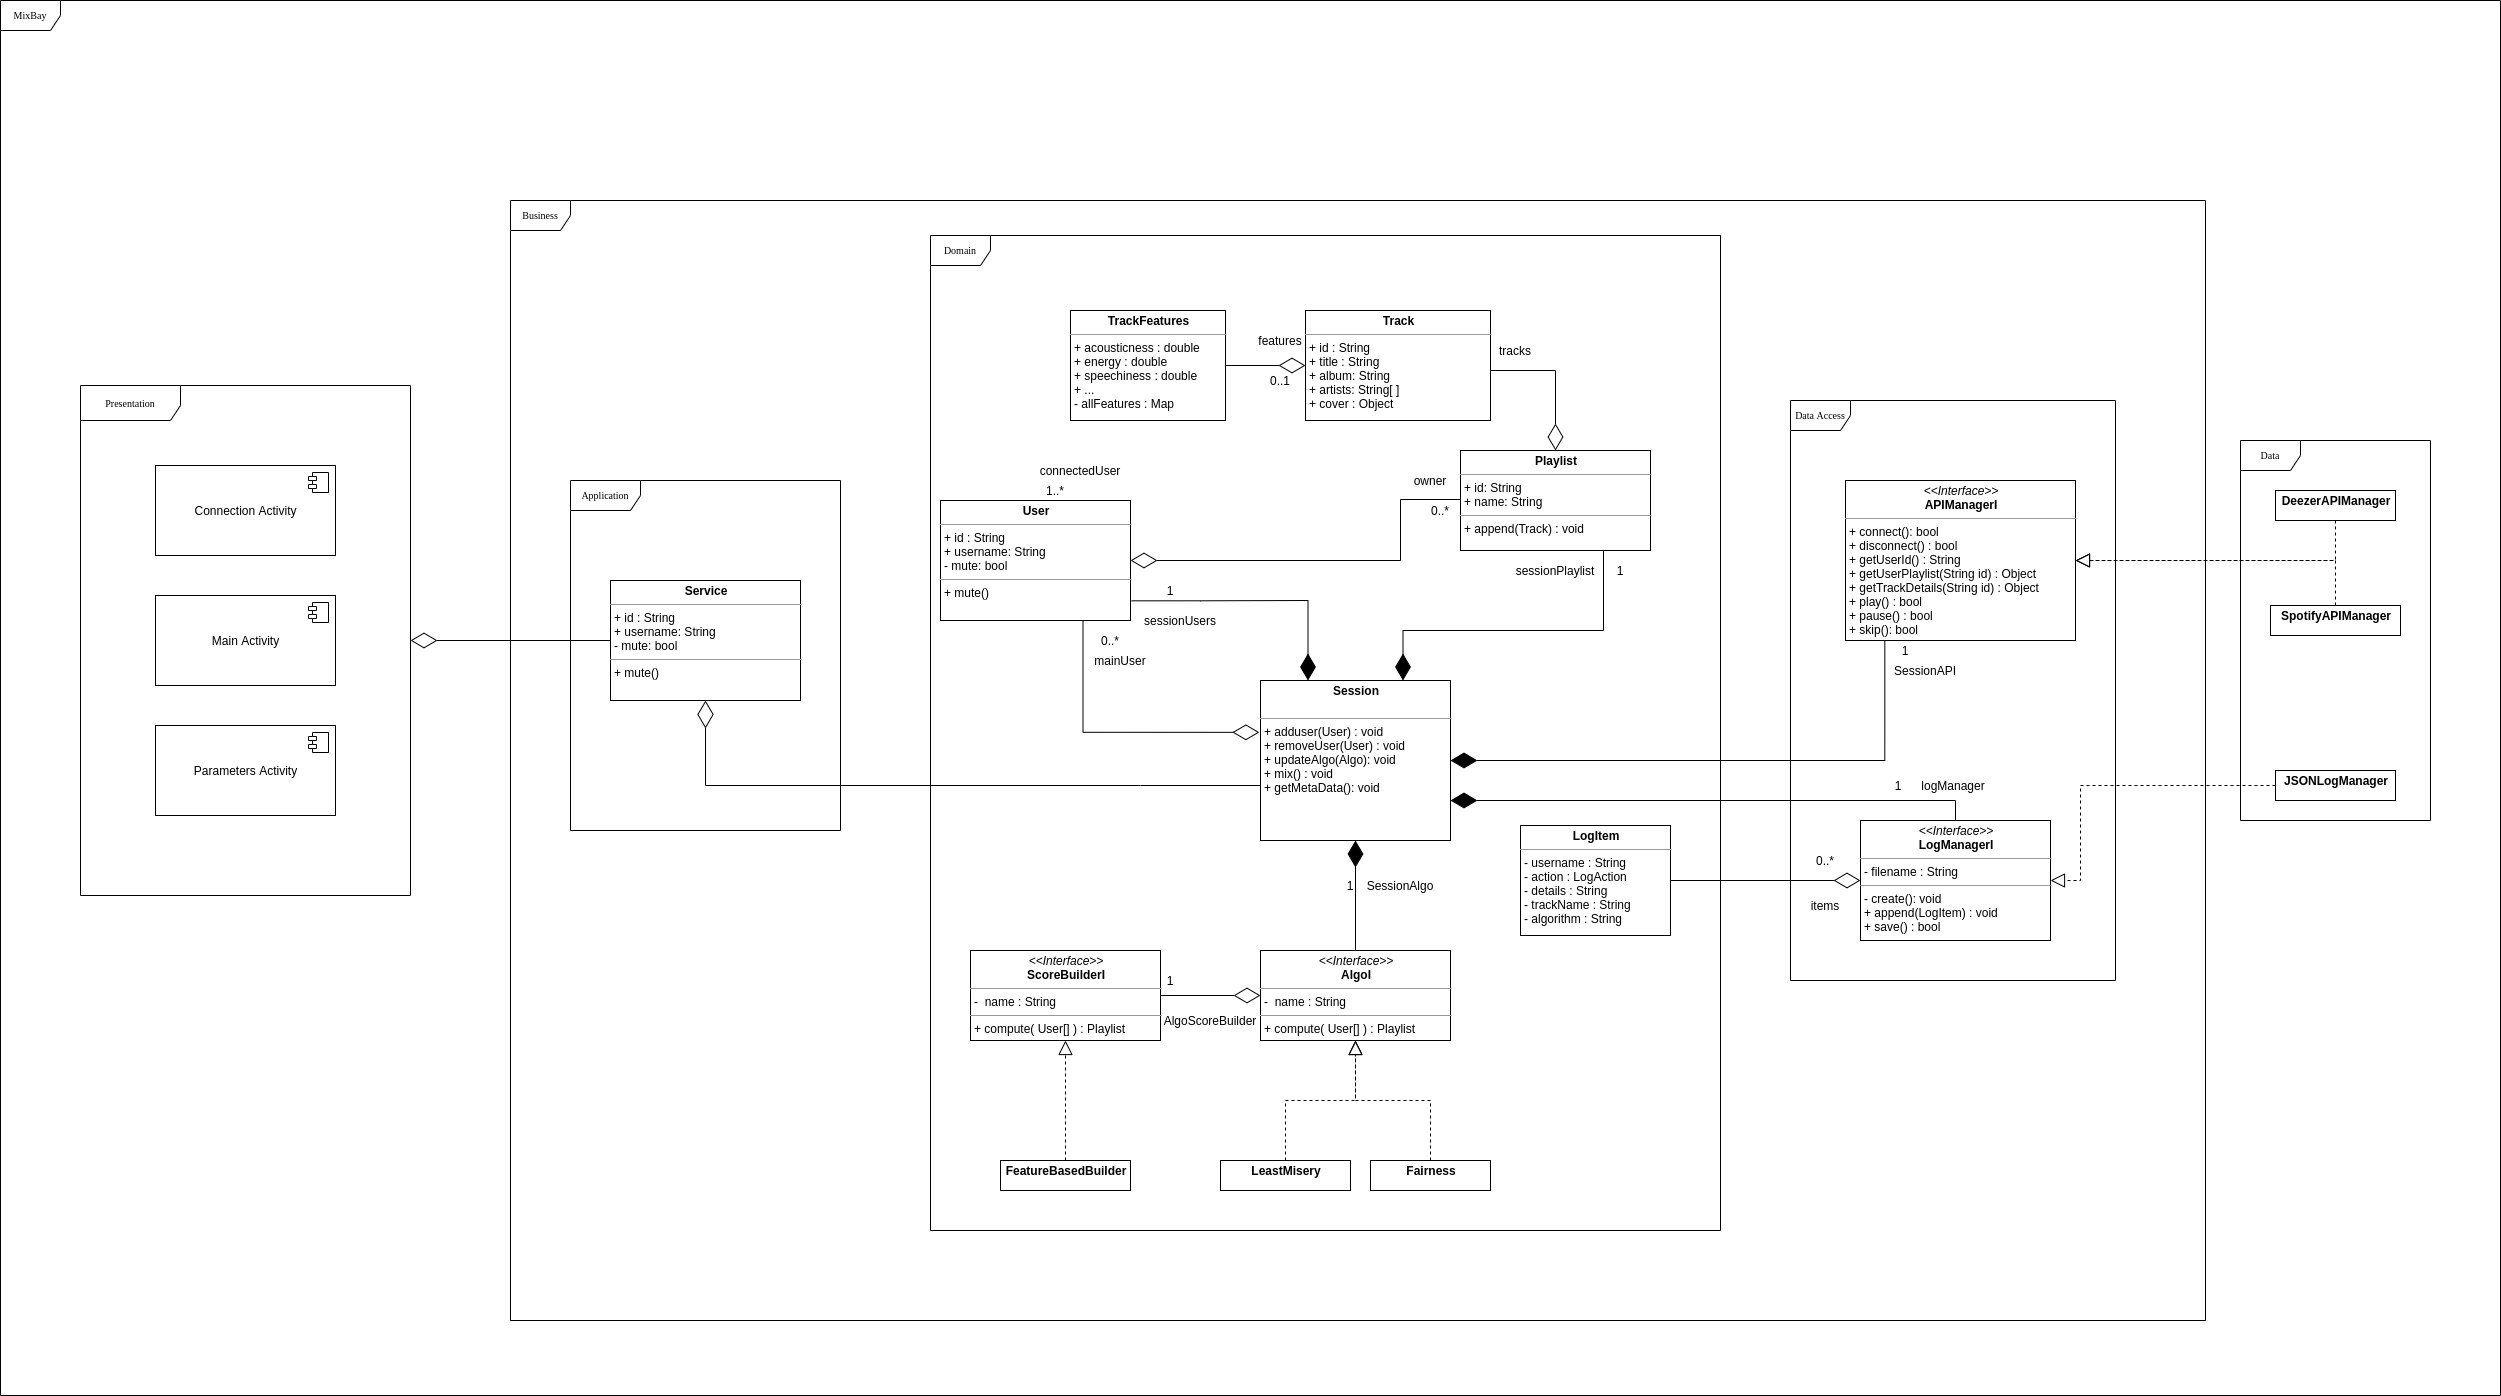 MixBay
Business
Domain
TrackFeatures
+ acousticness : double
+ energy : double
+ speechiness : double
+ ...
- allFeatures : Map
features
0..1
Track
+ id : String
+ title : String
+ album: String
+ artists: String[ ]
+ cover : Object
tracks
Presentation
Connection Activity
Main Activity
Parameters Activity
Application
Service
+ id : String
+ username: String
- mute: bool
+ mute()
connectedUser
1..*
User
+ id : String
+ username: String
- mute: bool
+ mute()
owner
0..*
Playlist
+ id: String
+ name: String
+ append(Track) : void
sessionPlaylist
1
1
sessionUsers
0..*
mainUser
Session
+ adduser(User) : void
+ removeUser(User) : void
+ updateAlgo(Algo): void
+ mix() : void
+ getMetaData(): void
1
SessionAlgo
LogItem
- username : String
- action : LogAction
- details : String
- trackName : String
- algorithm : String
<<Interface>>
ScoreBuilderI
-  name : String
+ compute( User[] ) : Playlist
1
AlgoScoreBuilder
<<Interface>>
AlgoI
-  name : String
+ compute( User[] ) : Playlist
FeatureBasedBuilder
LeastMisery
Fairness
Data Access
<<Interface>>
APIManagerI
+ connect(): bool
+ disconnect() : bool
+ getUserId() : String
+ getUserPlaylist(String id) : Object
+ getTrackDetails(String id) : Object
+ play() : bool
+ pause() : bool
+ skip(): bool
1
SessionAPI
1
logManager
0..*
items
<<Interface>>
LogManagerI
- filename : String
- create(): void
+ append(LogItem) : void
+ save() : bool
Data
DeezerAPIManager
SpotifyAPIManager
JSONLogManager